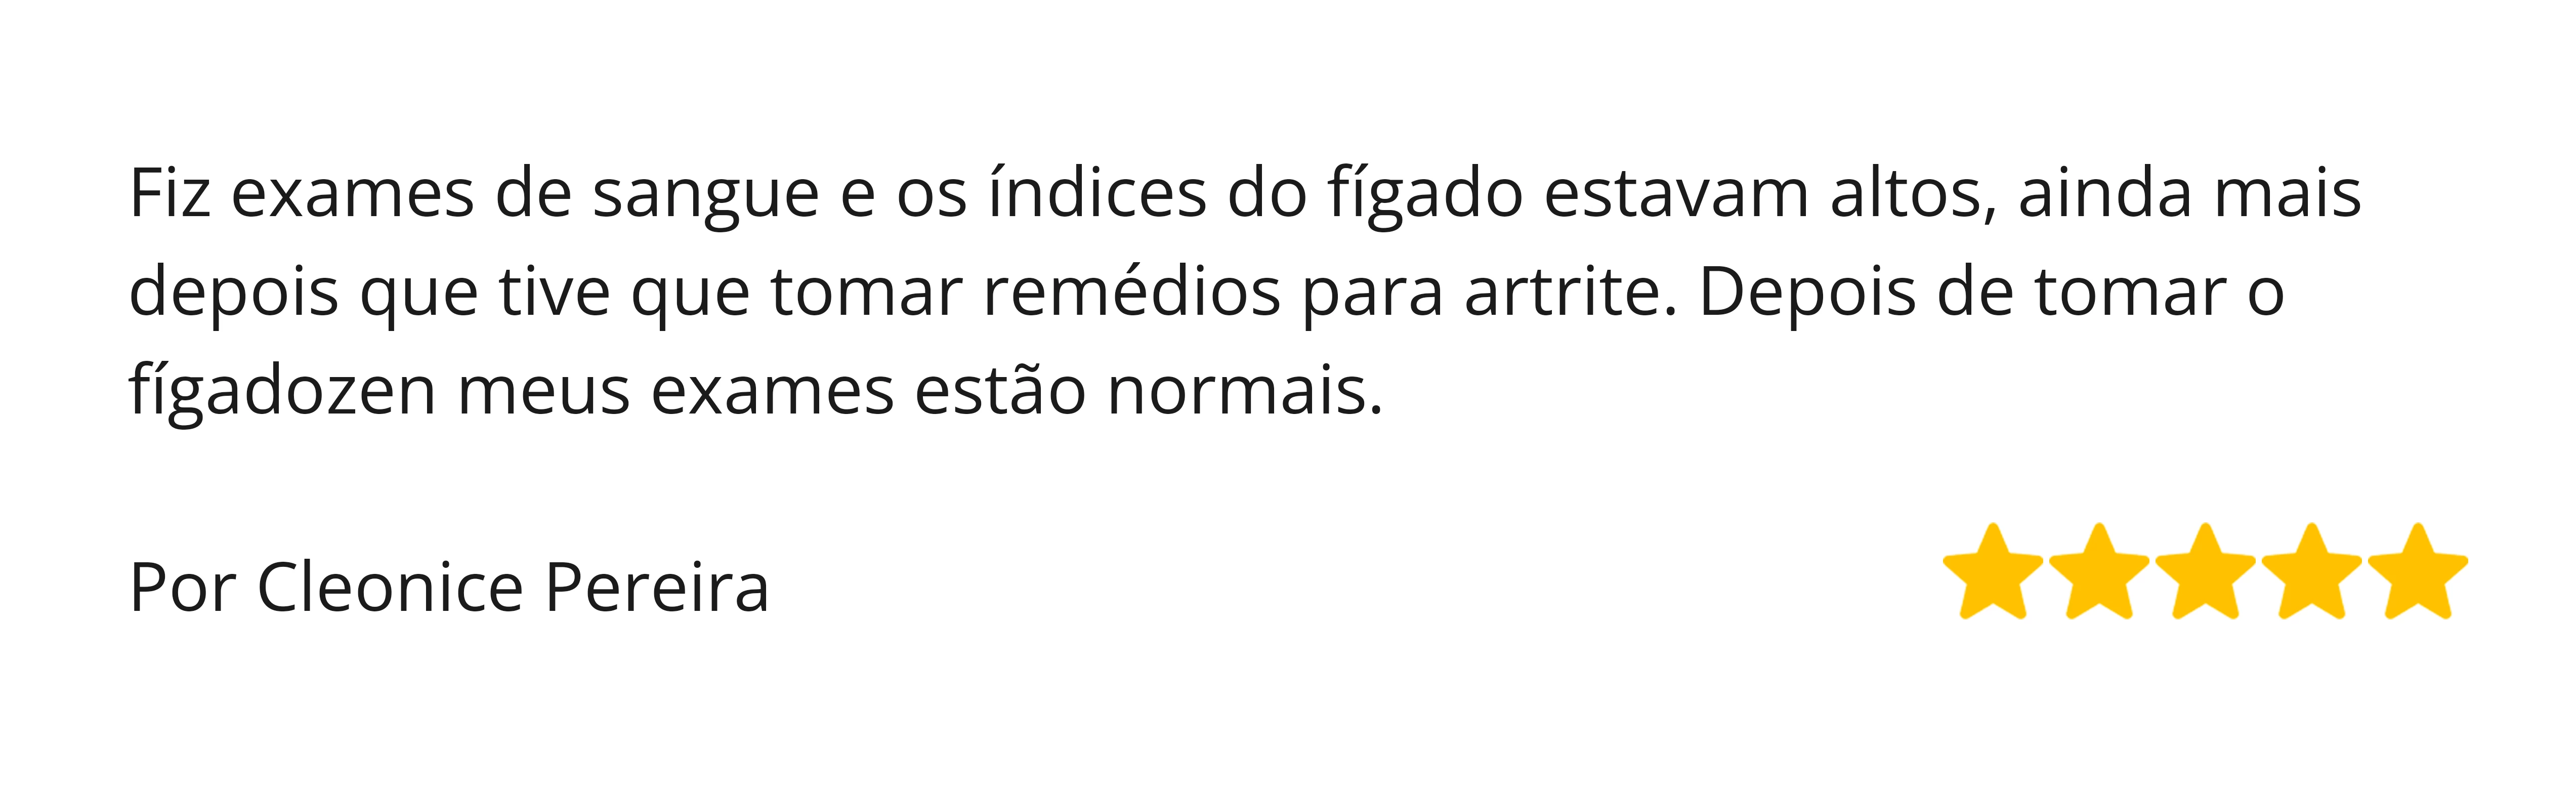 Fiz exames de sangue e os índices do fígado estavam altos, ainda mais
depois que tive que tomar remédios para artrite. Depois de tomar o
fígadozen meus exames estão normais.
Por Cleonice Pereira